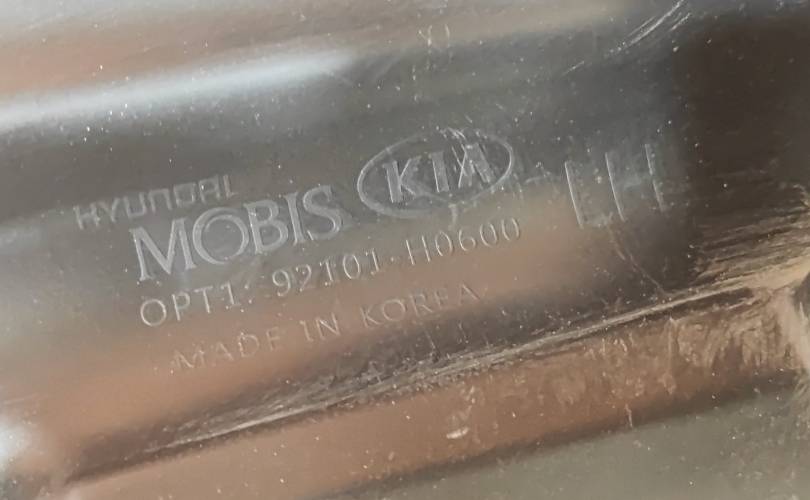 HYUNDAI
MOBIS KIA LH
OPT1. 92101-H0600
MADE IN KOREA